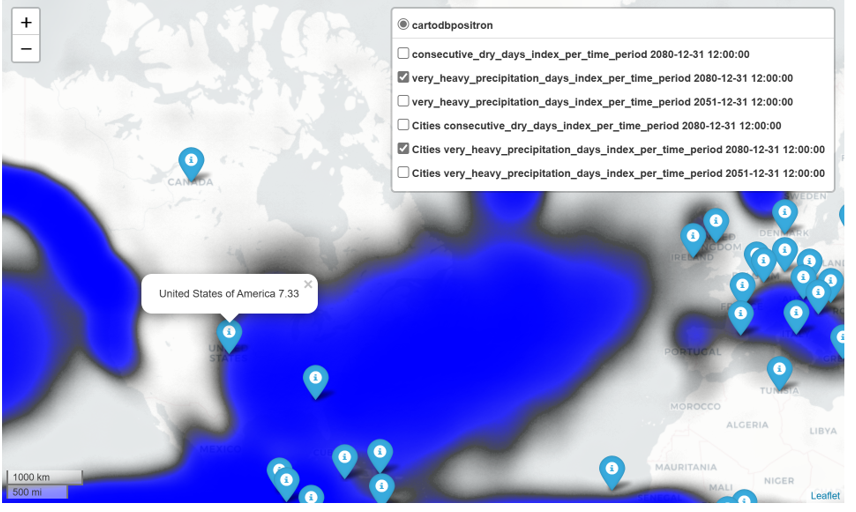 +
−
cartodbpositron
consecutive_dry_days_index_per_time_period 2080-12-31 12:00:00
very_heavy_precipitation_days_index_per_time_period 2080-12-31 12:00:00
very_heavy_precipitation_days_index_per_time_period 2051-12-31 12:00:00
Cities consecutive_dry_days_index_per_time_period 2080-12-31 12:00:00
Cities very_heavy_precipitation_days_index_per_time_period 2080-12-31 12:00:00
Cities very_heavy_precipitation_days_index_per_time_period 2051-12-31 12:00:00
CANADA
SWEDEN
DENMARK
IRELAND
United States of America 7.33
×
STATES
PORTUGAL
TUNISIA
MOROCCO
ALGERIA
LIBYA
MEXICO
MAURITANIA
MALI
NIGER
1000 km
500 mi
Leaflet